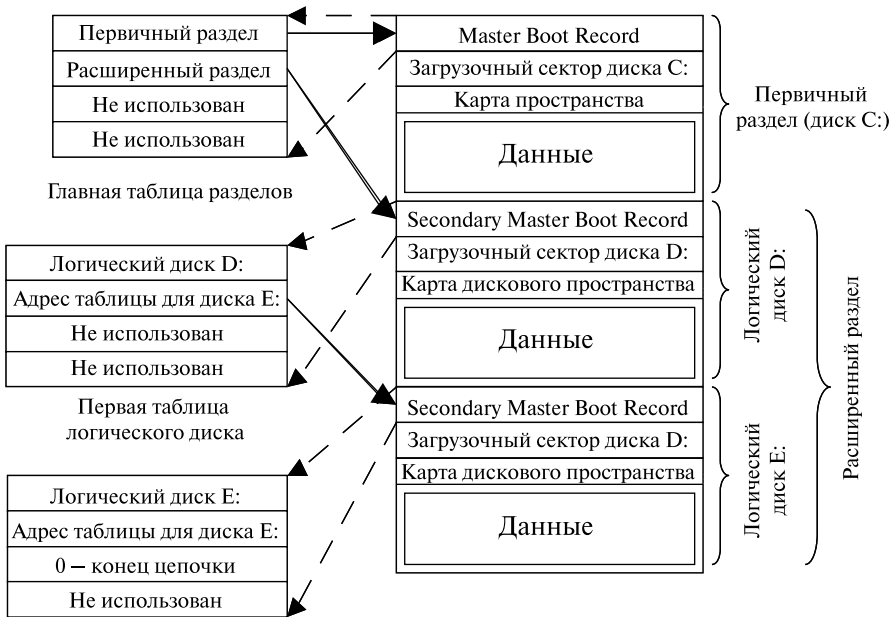 Первичный раздел
Расширенный раздел
Не использован
Не использован
Главная таблица разделов
Логический диск D:
Адрес таблицы для диска E:
Не использован
Не использован
Первая таблица
логического диска
Логический диск E:
Адрес таблицы для диска E:
0 – конец цепочки
Не использован
Master Boot Record
Загрузочный сектор диска C:
Карта пространства
Данные
Secondary Master Boot Record
Загрузочный сектор диска D:
Карта дискового пространства
Данные
Secondary Master Boot Record
Загрузочный сектор диска D:
Карта дискового пространства
Данные
Первичный
раздел (диск C:)
Логический
диск D:
Логический
диск E:
Расширенный раздел